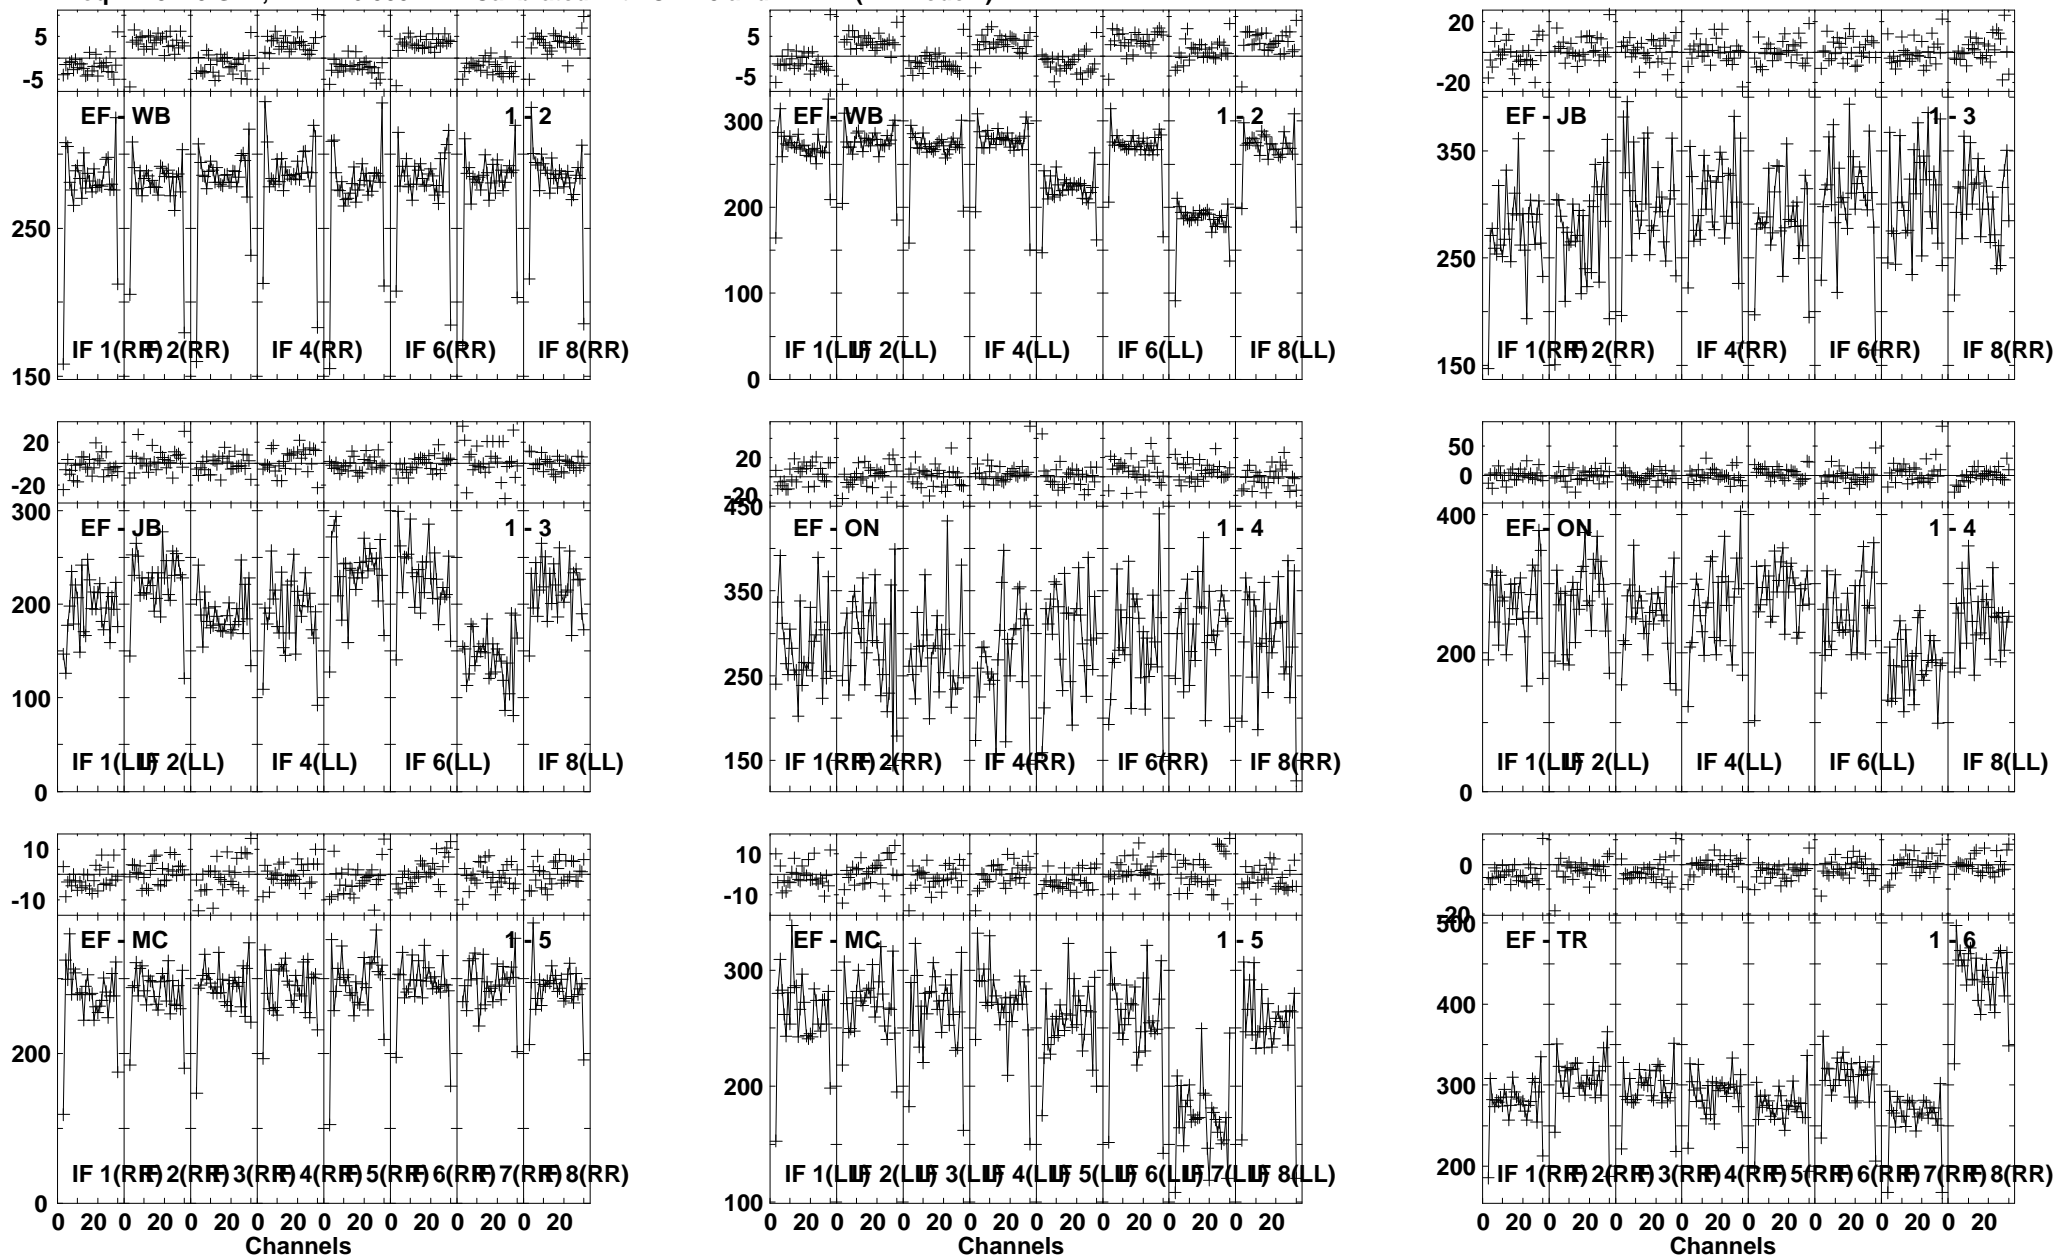 5
-5
EF - WB
1 - 2
250
150
IF 1(RR)
IF 2(RR)
IF 4(RR)
IF 6(RR)
IF 8(RR)
5
-5
300
EF - WB
1 - 2
200
100
0
IF 1(LL)
IF 2(LL)
IF 4(LL)
IF 6(LL)
IF 8(LL)
20
-20
EF - JB
1 - 3
350
250
150
IF 1(RR)
IF 2(RR)
IF 4(RR)
IF 6(RR)
IF 8(RR)
20
-20
300
EF - JB
1 - 3
200
100
0
IF 1(LL)
IF 2(LL)
IF 4(LL)
IF 6(LL)
IF 8(LL)
20
-20
450
EF - ON
1 - 4
350
250
150
IF 1(RR)
IF 2(RR)
IF 4(RR)
IF 6(RR)
IF 8(RR)
50
0
400
EF - ON
1 - 4
200
0
IF 1(LL)
IF 2(LL)
IF 4(LL)
IF 6(LL)
IF 8(LL)
10
-10
EF - MC
1 - 5
200
0
IF 1(RR)
IF 2(RR)
IF 3(RR)
IF 4(RR)
IF 5(RR)
IF 6(RR)
IF 7(RR)
IF 8(RR)
0 20 0 20 0 20 0 20 0 20 0 20 0 20 0 20
Channels
10
-10
EF - MC
1 - 5
300
200
100
IF 1(LL)
IF 2(LL)
IF 3(LL)
IF 4(LL)
IF 5(LL)
IF 6(LL)
IF 7(LL)
IF 8(LL)
0 20 0 20 0 20 0 20 0 20 0 20 0 20 0 20
Channels
0
-20
500
EF - TR
1 - 6
400
300
200
IF 1(RR)
IF 2(RR)
IF 3(RR)
IF 4(RR)
IF 5(RR)
IF 6(RR)
IF 7(RR)
IF 8(RR)
0 20 0 20 0 20 0 20 0 20 0 20 0 20 0 20
Channels